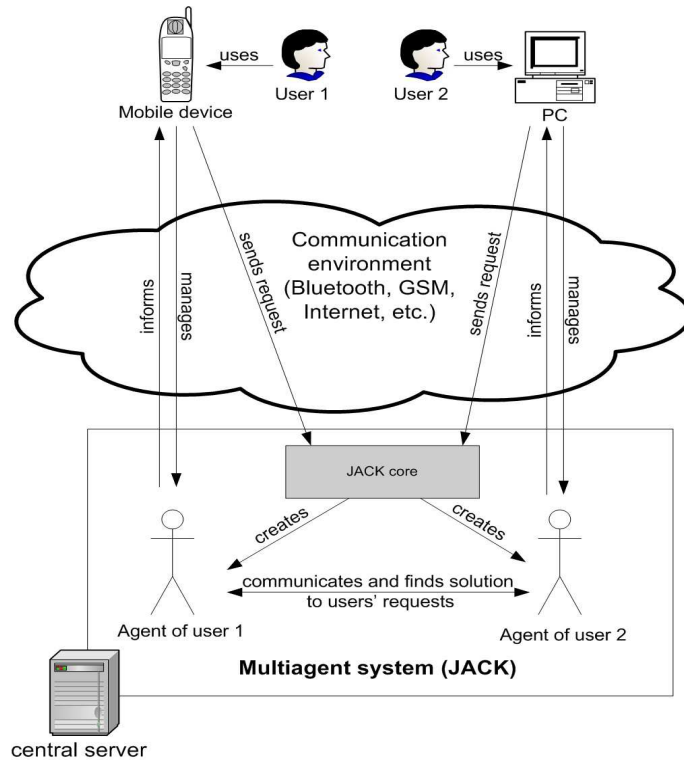 uses
uses
User 1
User 2
Mobile device
PC
sends request
Communication
environment
(Bluetooth, GSM,
Internet, etc.)
sends request
informs
manages
informs
manages
JACK core
creates
creates
communicates and finds solution
to users' requests
Agent of user 1
Agent of user 2
Multiagent system (JACK)
central server